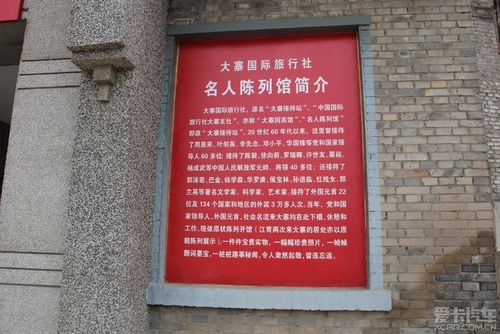 大寨国际旅行社
名人陈列馆简介
大寨国际旅行社，原名“大寨接待站”、“中国国际
旅行社大寨支社”，亦称“大寨国宾馆”。“名人陈列馆”
即原“大寨接待站”，20世纪60年代以来，这里曾接待
了周恩来、叶剑英、李先念、邓小平、华国锋等党和国家领
导人60多位；接待了陈毅、徐向前、罗瑞卿、许世友、粟裕、
杨成武等中国人民解放军元帅、将领40多位；还接待了
郭沫若、巴金、钱学森、华罗庚、侯宝林、孙道临、红线女、郭
兰英等著名文学家、科学家、艺术家，接待了外国元首22
位及134个国家和地区的外宾3万多人次。当年，党和国
家领导人、外国元首、社会名流来大寨均在此下榻、休憩和
工作。现依原状陈列开馆（江青两次来大寨的居处亦以原
貌陈列展示）。一件件宝贵实物，一幅幅珍贵照片，一帧帧
题词墨宝，一桩桩趣事秘闻，令人肃然起敬，留连忘返。
爱卡汽车
XCAR.COM.CN